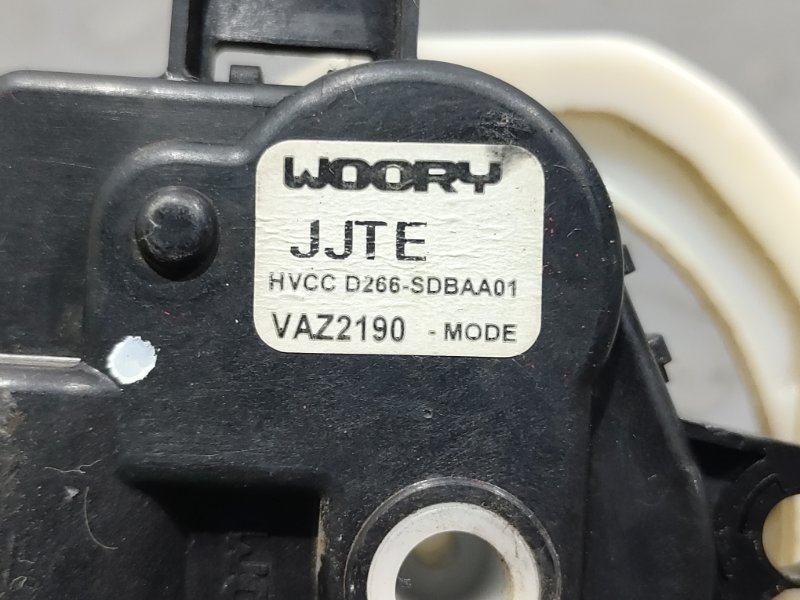 WOORY
JJTE
HVCC D266-SDBAA01
VAZ2190 - MODE